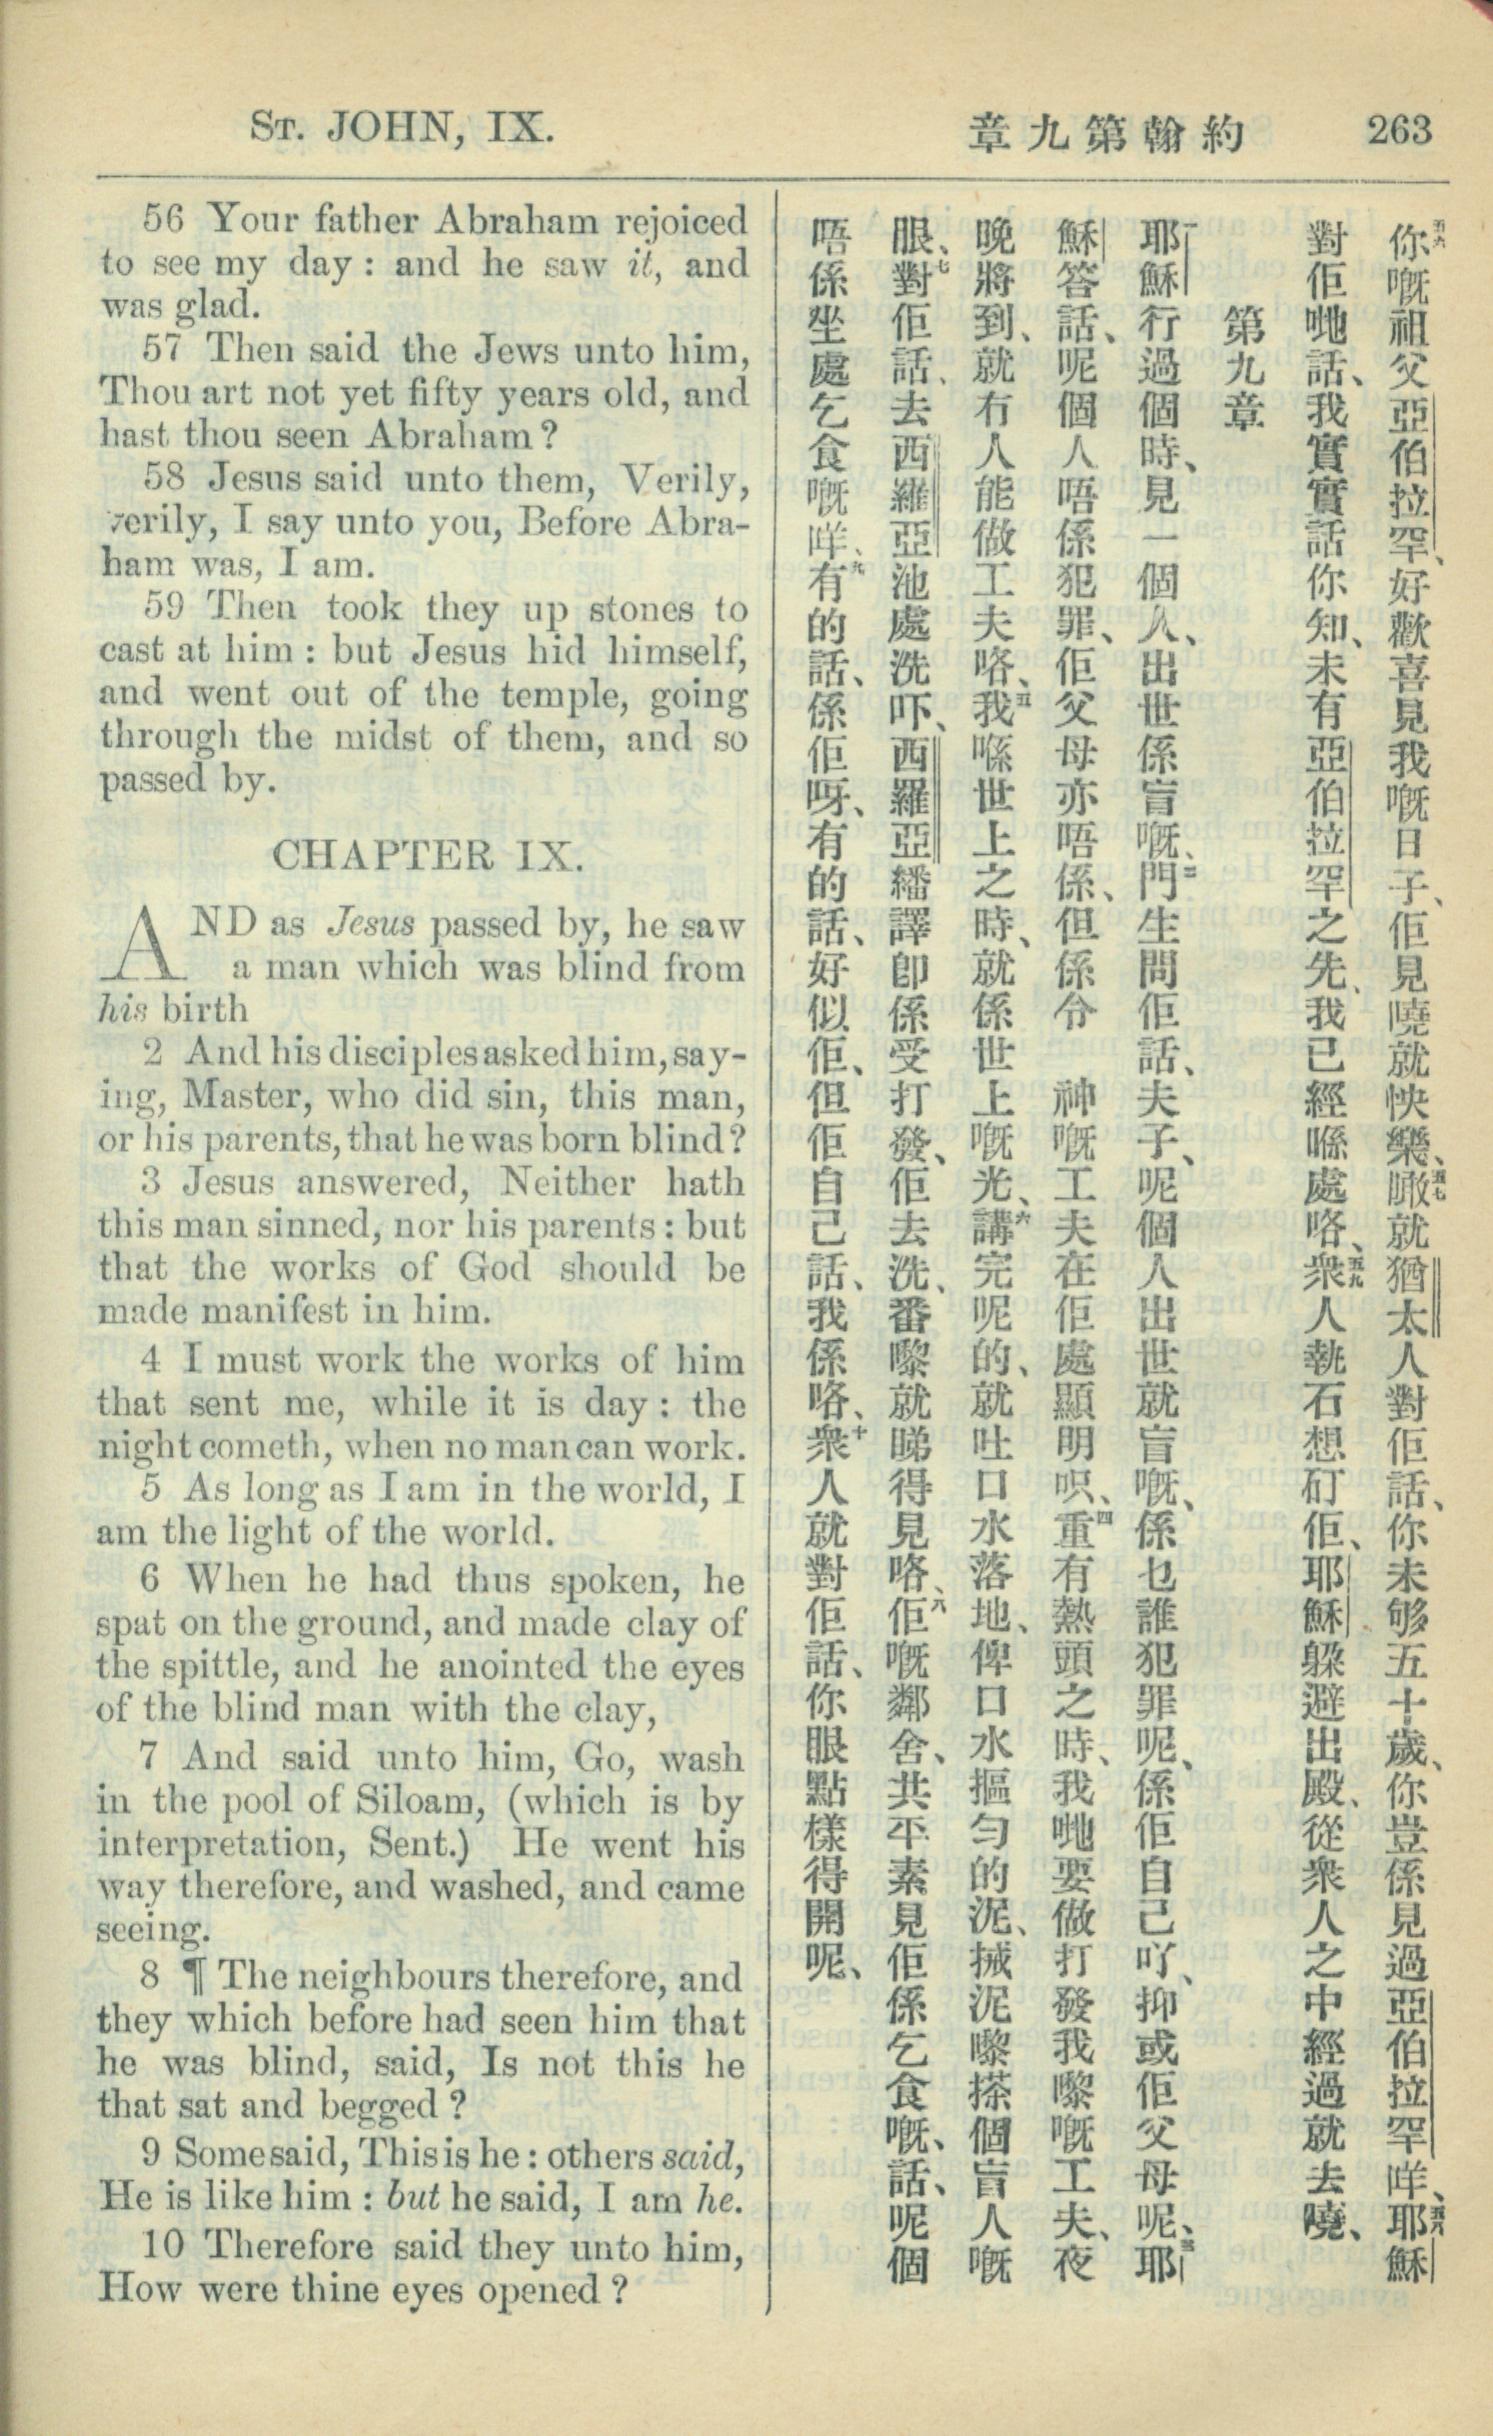 St. JOHN, IX.
章九第翰約
263
56 Your father Abraham rejoiced
to see my day : and he saw it, and
was glad.
57 Then said the Jews unto him,
Thou art not yet fifty years old, and
hast thou seen Abraham ?
58 Jesus said unto them, Verily,
verily, I say unto you, Before Abra-
ham was, I am.
59 Then took they up stones to
cast at him : but Jesus hid himself,
and went out of the temple, going
through the midst of them, and so
passed by.
CHAPTER IX.
AND as Jesus passed by, he saw
a man which was blind from
his birth
2 And his disciples asked him, say-
ing, Master, who did sin, this man,
or his parents, that he was born blind ?
3 Jesus answered, Neither hath
this man sinned, nor his parents : but
that the works of God should be
made manifest in him.
4 I must work the works of him
that sent me, while it is day : the
night cometh, when no man can work.
5 As long as I am in the world, I
am the light of the world.
6 When he had thus spoken, he
spat on the ground, and made clay of
the spittle, and he anointed the eyes
of the blind man with the clay,
7 And said unto him, Go, wash
in the pool of Siloam, (which is by
interpretation, Sent.) He went his
way therefore, and washed, and came
seeing.
8 ¶ The neighbours therefore, and
they which before had seen him that
he was blind, said, Is not this he
that sat and begged ?
9 Some said, This is he : others said,
He is like him : but he said, I am he.
10 Therefore said they unto him,
How were thine eyes opened ?
五六你嘅祖父亞伯拉罕、好歡喜見我嘅日子、佢見曉就快樂、五七噉就猶太人對佢話、你未够五十歲、你豈係見過亞伯拉罕咩、五八耶穌
對佢哋話、我實實話你知、未有亞伯拉罕之先、我已經喺處咯、五九衆人執石想矴佢、耶穌躲避出殿、從衆人之中經過就去曉、
第九章
一耶穌行過個時、見一個人、出世係盲嘅、二門生問佢話、夫子、呢個人出世就盲嘅、係乜誰犯罪呢、係佢自己吖、抑或佢父母呢、三耶
穌答話、呢個人唔係犯罪、佢父母亦唔係、但係令 神嘅工夫在佢處顯明呮、四重有熱頭之時、我哋要做打發我嚟嘅工夫、夜
晚將到、就冇人能做工夫咯、五我喺世上之時、就係世上嘅光、六講完呢的、就吐口水落地、俾口水摳匀的泥、搣泥嚟搽個盲人嘅
眼、七對佢話、去西羅亞池處洗吓、西羅亞繙譯卽係受打發、佢去洗、番嚟就睇得見咯、八佢嘅鄰舍、共平素見佢係乞食嘅、話、呢個
唔係坐處乞食嘅咩、九有的話、係佢呀、有的話、好似佢、但佢自己話、我係咯、十衆人就對佢話、你眼點樣得開呢、